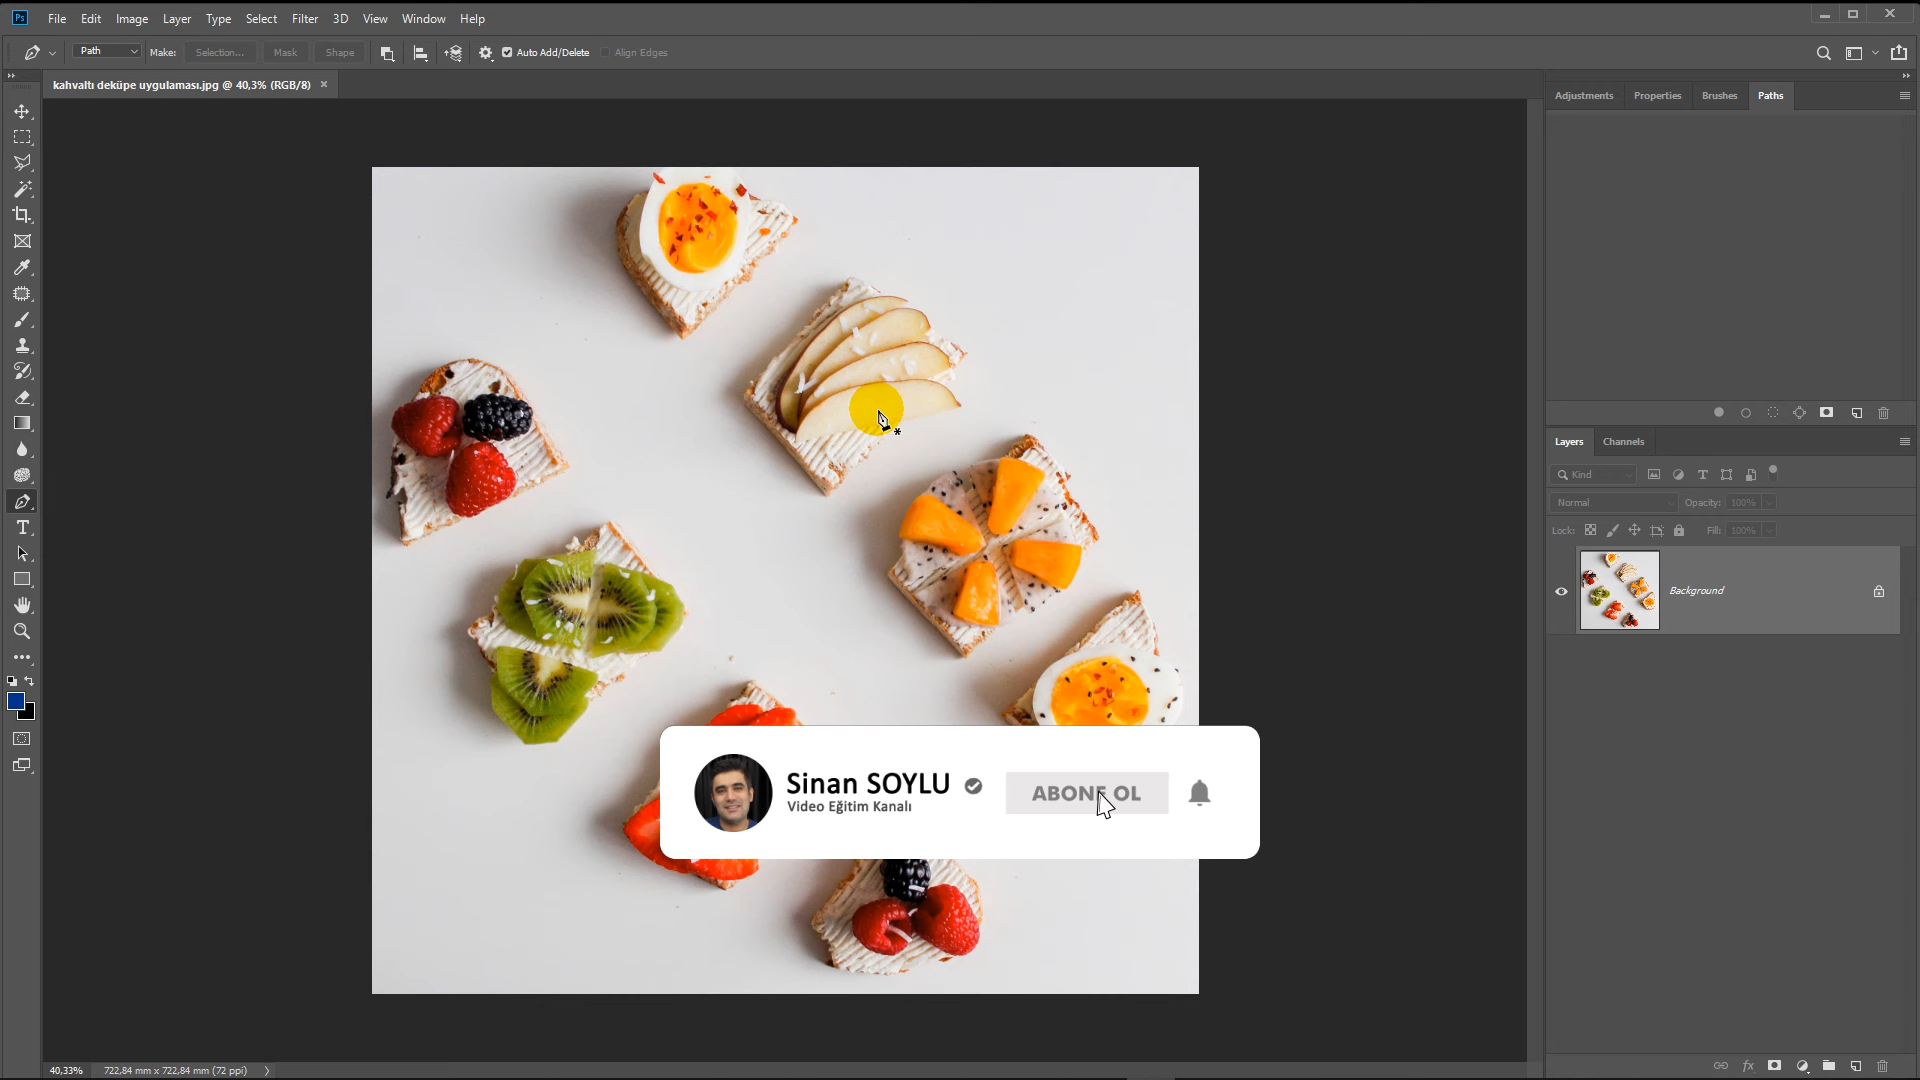 Ps File Edit Image Layer Type Select Filter 3D View Window Help
Path Make: Selection... Mask Shape Auto Add/Delete Align Edges
kahvaltı deküpe uygulaması.jpg @ 40,3% (RGB/8) ×
Adjustments Properties Brushes Paths
Layers Channels
Kind
Normal Opacity: 100%
Lock: Fill: 100%
Background
Sinan SOYLU
Video Eğitim Kanalı
ABONE OL
40,33% 722,84 mm x 722,84 mm (72 ppi)